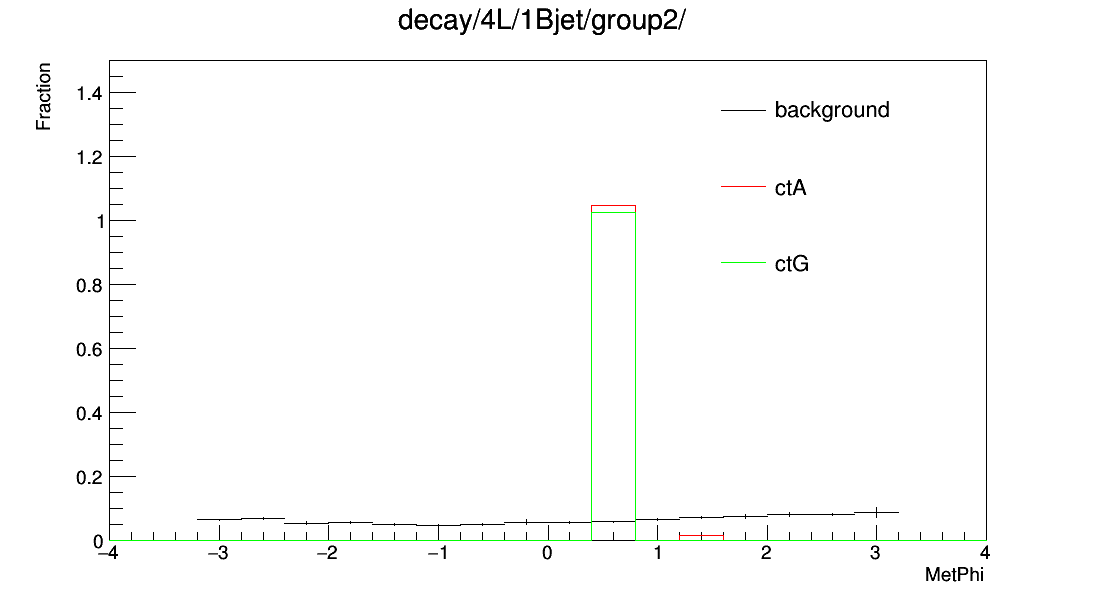 decay/4L/1Bjet/group2/
Fraction
1.4
1.2
1
0.8
0.6
0.4
0.2
0
background
ctA
ctG
−4 −3 −2 −1 0 1 2 3 4
MetPhi